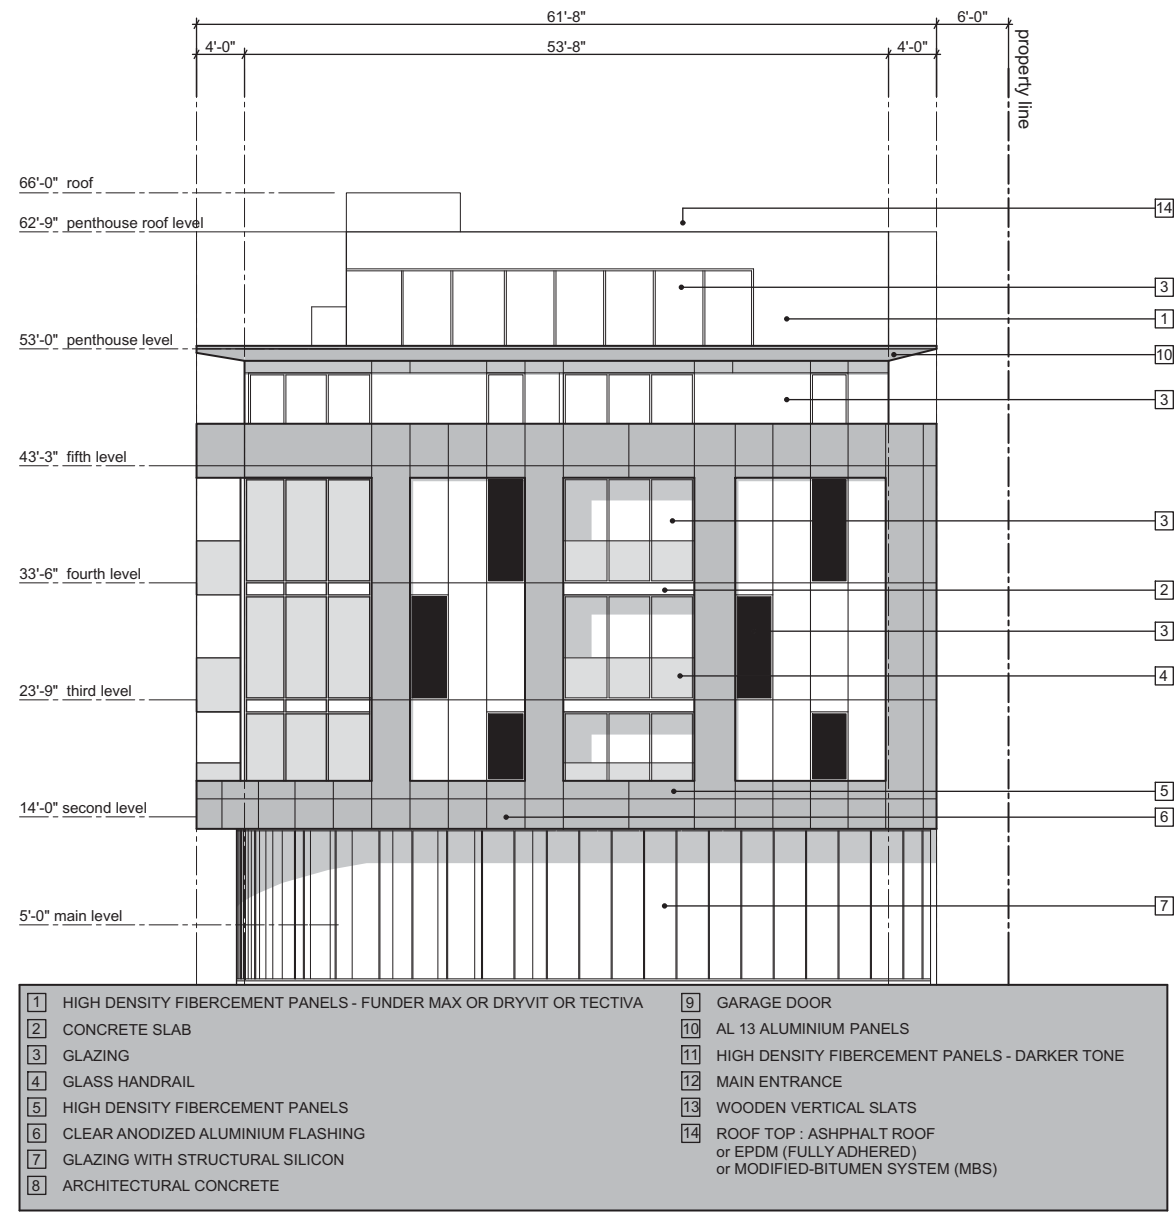 61'-8"
6'-0"
4'-0"
53'-8"
4'-0"
property line
66'-0" roof
14
62'-9" penthouse roof level
3
1
53'-0" penthouse level
10
3
43'-3" fifth level
3
33'-6" fourth level
2
3
4
23'-9" third level
5
14'-0" second level
6
7
5'-0" main level
1 HIGH DENSITY FIBERCEMENT PANELS - FUNDER MAX OR DRYVIT OR TECTIVA
2 CONCRETE SLAB
3 GLAZING
4 GLASS HANDRAIL
5 HIGH DENSITY FIBERCEMENT PANELS
6 CLEAR ANODIZED ALUMINIUM FLASHING
7 GLAZING WITH STRUCTURAL SILICON
8 ARCHITECTURAL CONCRETE
9 GARAGE DOOR
10 AL 13 ALUMINIUM PANELS
11 HIGH DENSITY FIBERCEMENT PANELS - DARKER TONE
12 MAIN ENTRANCE
13 WOODEN VERTICAL SLATS
14 ROOF TOP : ASHPHALT ROOF
or EPDM (FULLY ADHERED)
or MODIFIED-BITUMEN SYSTEM (MBS)